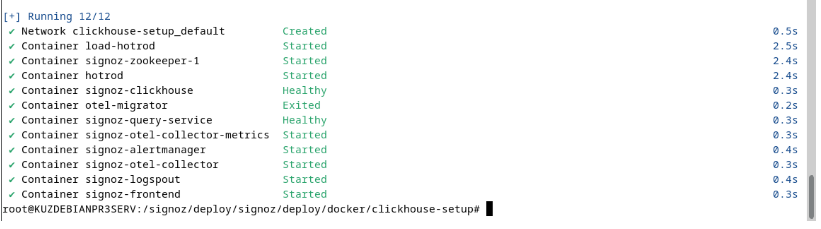 [+] Running 12/12
✔ Network clickhouse-setup_default Created 0.5s
✔ Container load-hotrod Started 2.5s
✔ Container signoz-zookeeper-1 Started 2.4s
✔ Container hotrod Started 2.4s
✔ Container signoz-clickhouse Healthy 0.3s
✔ Container otel-migrator Exited 0.2s
✔ Container signoz-query-service Healthy 0.3s
✔ Container signoz-otel-collector-metrics Started 0.3s
✔ Container signoz-alertmanager Started 0.4s
✔ Container signoz-otel-collector Started 0.3s
✔ Container signoz-logspout Started 0.4s
✔ Container signoz-frontend Started 0.3s
root@KUZDEBIANPR3SERV:/signoz/deploy/signoz/deploy/docker/clickhouse-setup#